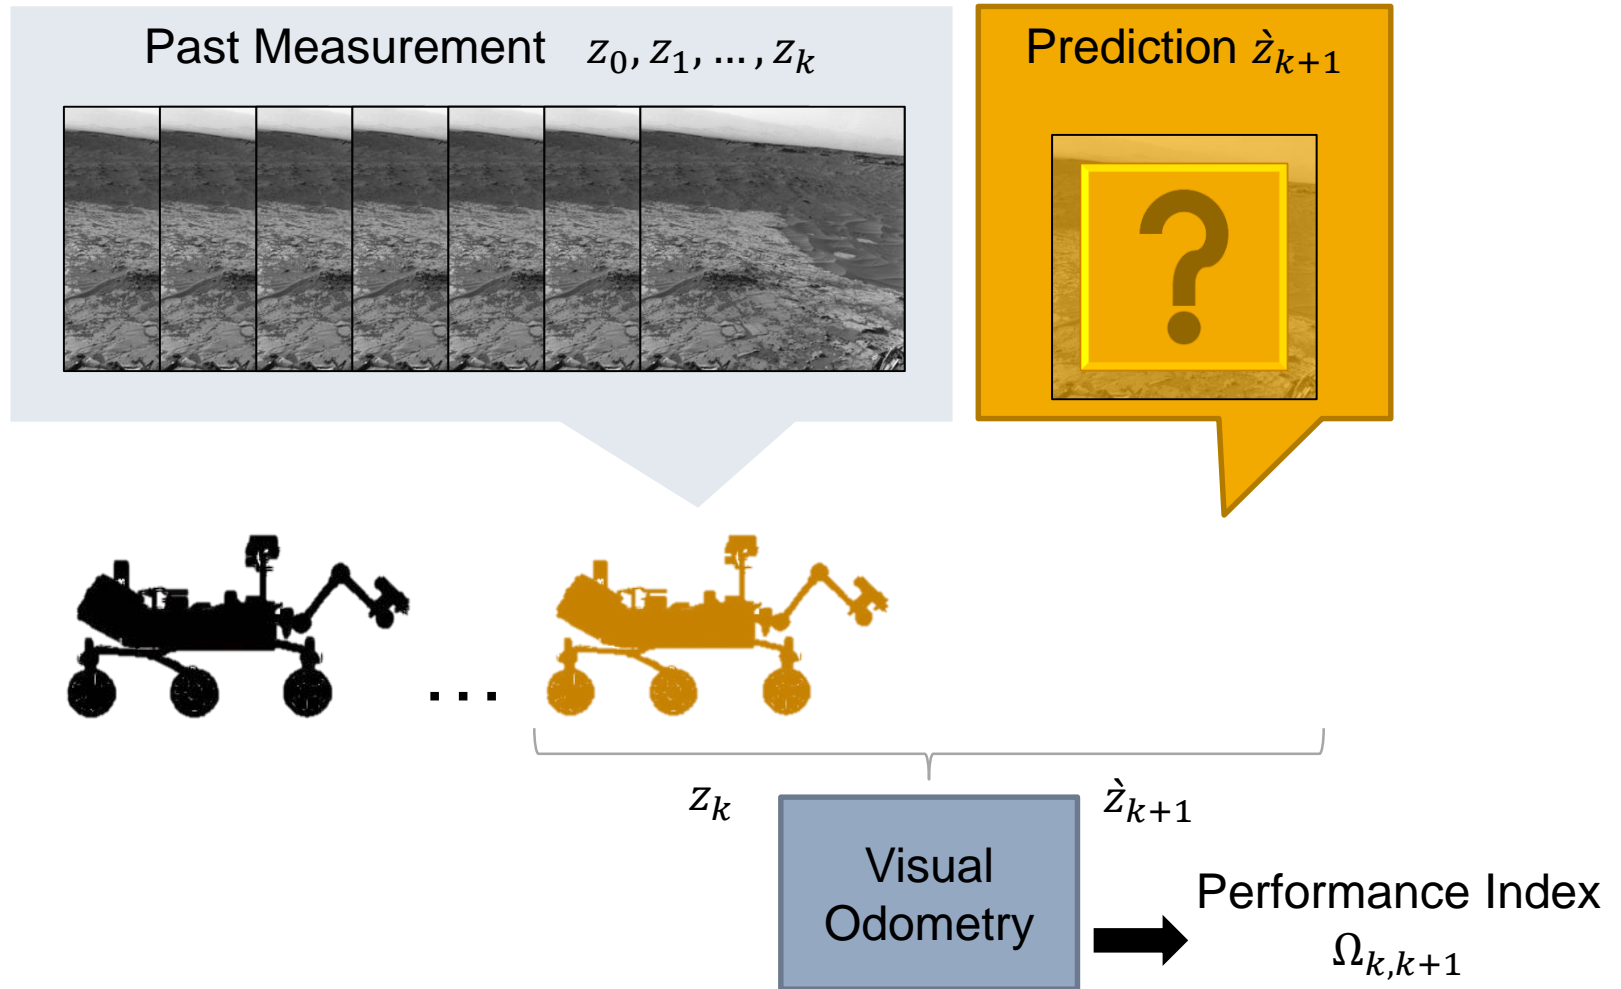 Past Measurement z₀, z₁, …, zₖ
Prediction z̀ₖ₊₁
?
...
zₖ
z̀ₖ₊₁
Visual
Odometry
Performance Index
Ωₖ,ₖ₊₁